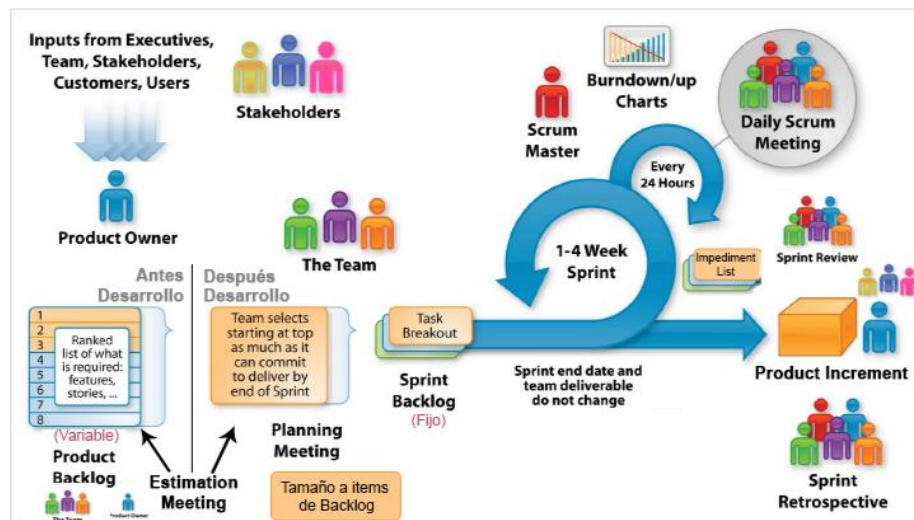 Inputs from Executives,
Team, Stakeholders,
Customers, Users
Stakeholders
Product Owner
The Team
Burndown/up
Charts
Scrum
Master
Daily Scrum
Meeting
Every
24 Hours
1-4 Week
Sprint
Impediment
List
Sprint Review
Antes
Desarrollo
Después
Desarrollo
1
2
3
4
5
6
7
8
Ranked
list of what
is required:
features,
stories, ...
(Variable)
Product
Backlog
The Team
Product Owner
Estimation
Meeting
Team selects
starting at top
as much as it
can commit
to deliver by
end of Sprint
Planning
Meeting
Tamaño a items
de Backlog
Task
Breakout
Sprint
Backlog
(Fijo)
Sprint end date and
team deliverable
do not change
Product Increment
Sprint
Retrospective